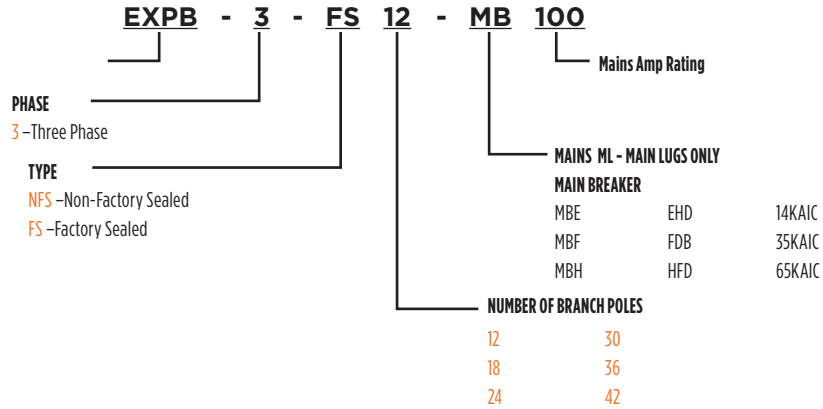 EXPB - 3 - FS 12 - MB 100
Mains Amp Rating
PHASE
3 –Three Phase
TYPE
NFS –Non-Factory Sealed
FS –Factory Sealed
MAINS ML - MAIN LUGS ONLY
MAIN BREAKER
MBE EHD 14KAIC
MBF FDB 35KAIC
MBH HFD 65KAIC
NUMBER OF BRANCH POLES
12 30
18 36
24 42